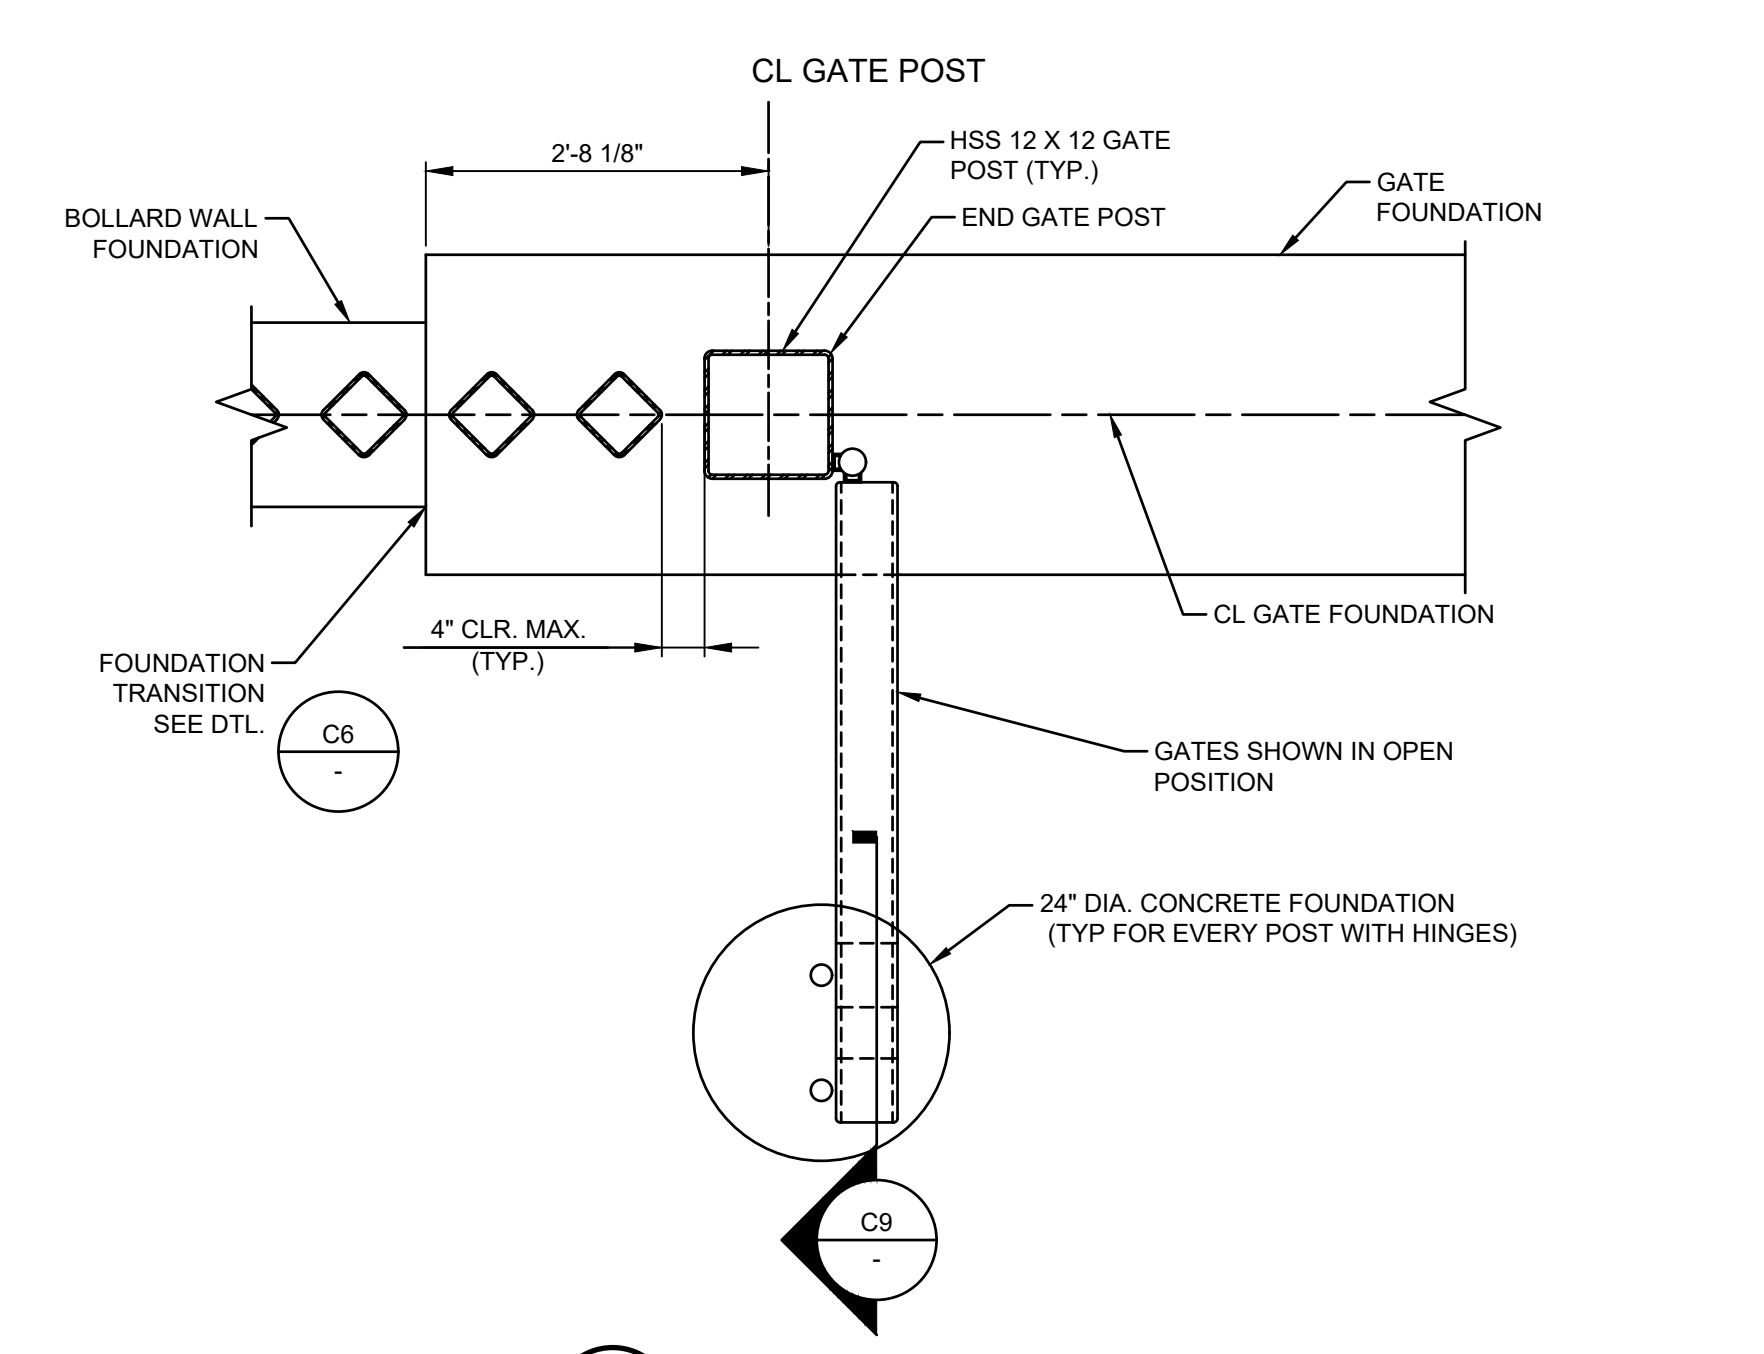 CL GATE POST
2'-8 1/8"
HSS 12 X 12 GATE
POST (TYP.)
BOLLARD WALL
FOUNDATION
END GATE POST
GATE
FOUNDATION
4" CLR. MAX.
(TYP.)
CL GATE FOUNDATION
FOUNDATION
TRANSITION
SEE DTL.
C6
-
GATES SHOWN IN OPEN
POSITION
24" DIA. CONCRETE FOUNDATION
(TYP FOR EVERY POST WITH HINGES)
C9
-